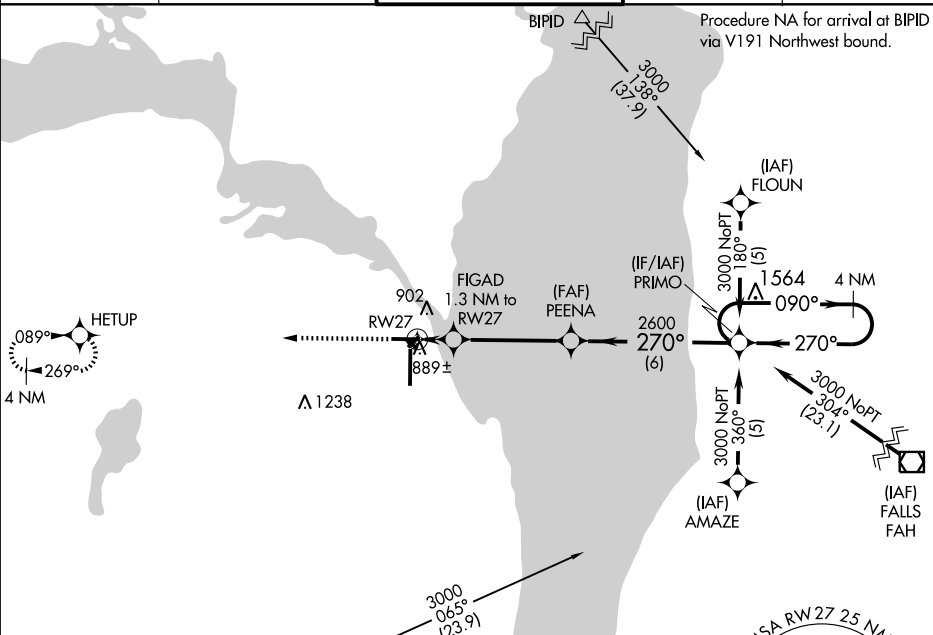 BIPID
Procedure NA for arrival at BIPID
via V191 Northwest bound.
3000
138°
(37.9)
(IAF)
FLOUN
3000 NoPT
180°
(5)
(IF/IAF)
PRIMO
1564
4 NM
090°
902
FIGAD
1.3 NM to
RW27
(FAF)
PEENA
HETUP
089°
RW27
2600
270°
(6)
270°
889±
269°
4 NM
1238
3000 NoPT
360°
(5)
3000 NoPT
304°
(23.1)
(IAF)
AMAZE
(IAF)
FALLS
FAH
3000
065°
(23.9)
RW27 25